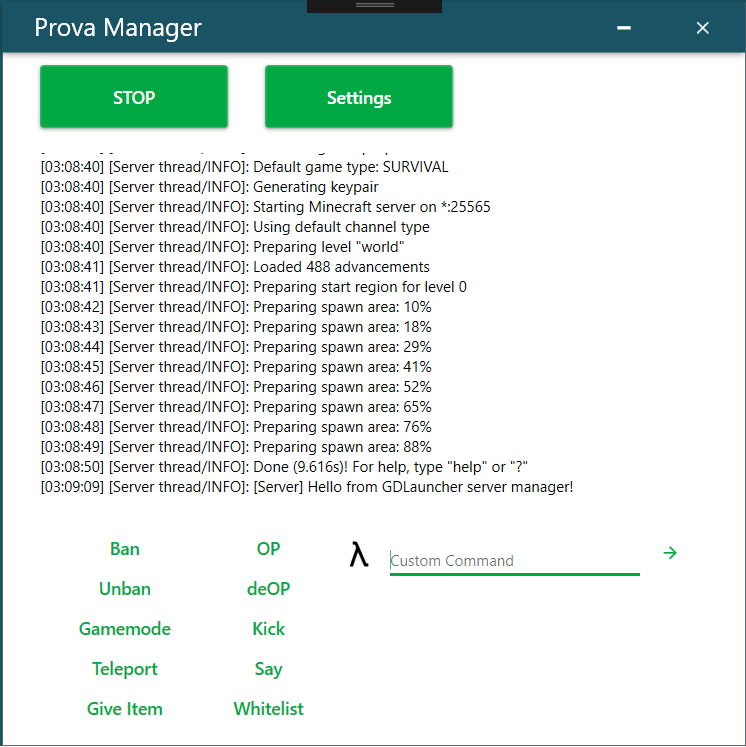 Prova Manager
STOP
Settings
[03:08:40] [Server thread/INFO]: Default game type: SURVIVAL
[03:08:40] [Server thread/INFO]: Generating keypair
[03:08:40] [Server thread/INFO]: Starting Minecraft server on *:25565
[03:08:40] [Server thread/INFO]: Using default channel type
[03:08:40] [Server thread/INFO]: Preparing level "world"
[03:08:41] [Server thread/INFO]: Loaded 488 advancements
[03:08:41] [Server thread/INFO]: Preparing start region for level 0
[03:08:42] [Server thread/INFO]: Preparing spawn area: 10%
[03:08:43] [Server thread/INFO]: Preparing spawn area: 18%
[03:08:44] [Server thread/INFO]: Preparing spawn area: 29%
[03:08:45] [Server thread/INFO]: Preparing spawn area: 41%
[03:08:46] [Server thread/INFO]: Preparing spawn area: 52%
[03:08:47] [Server thread/INFO]: Preparing spawn area: 65%
[03:08:48] [Server thread/INFO]: Preparing spawn area: 76%
[03:08:49] [Server thread/INFO]: Preparing spawn area: 88%
[03:08:50] [Server thread/INFO]: Done (9.616s)! For help, type "help" or "?"
[03:09:09] [Server thread/INFO]: [Server] Hello from GDLauncher server manager!
Ban
OP
λ
Custom Command
Unban
deOP
Gamemode
Kick
Teleport
Say
Give Item
Whitelist